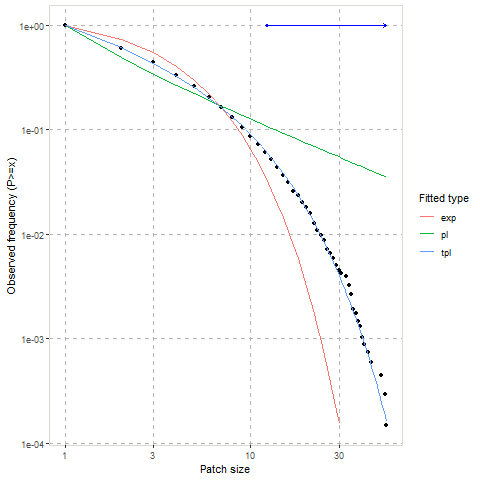 1e+00
1e-01
1e-02
1e-03
1e-04
Observed frequency (P>=x)
1
3
10
30
Patch size
Fitted type
exp
pl
tpl